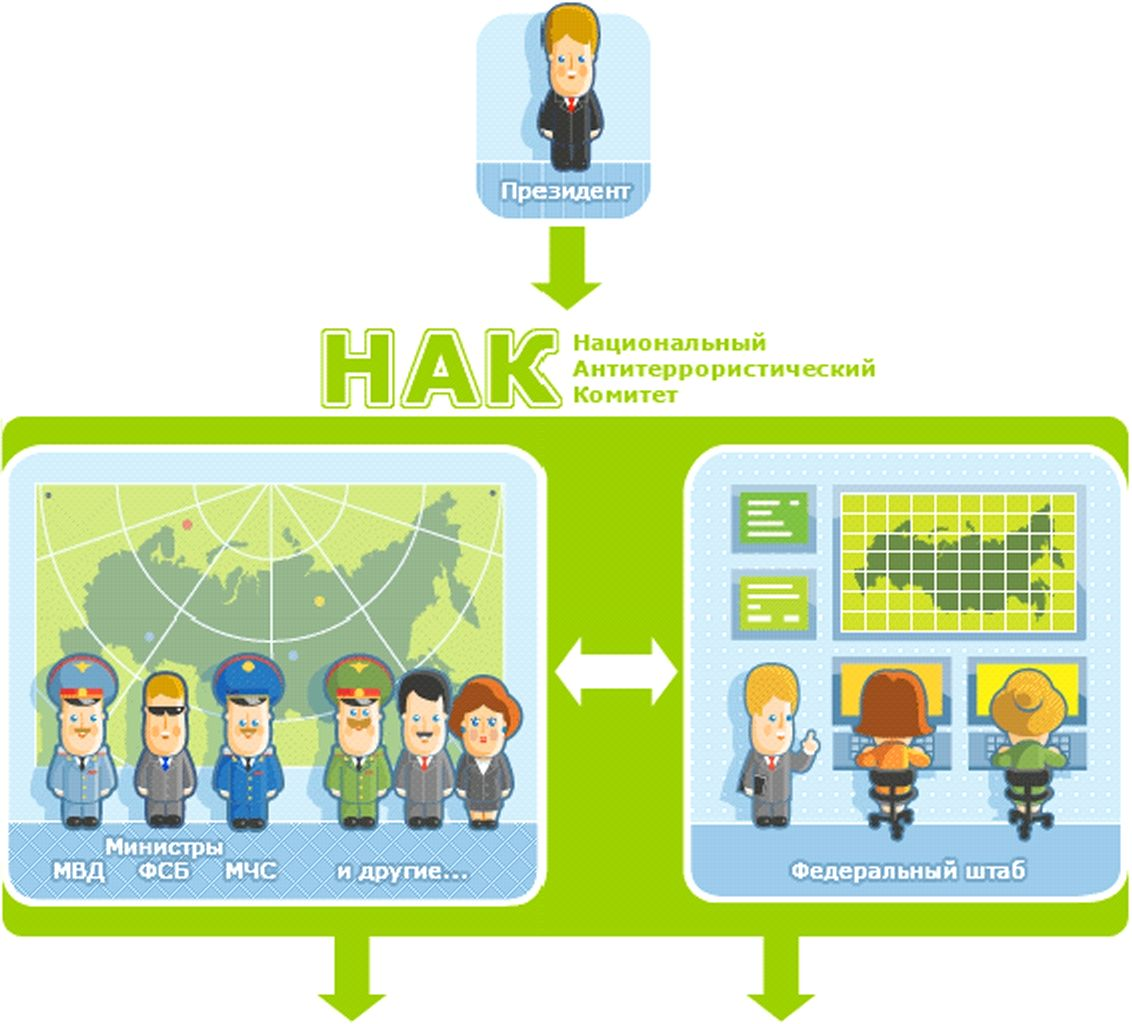 Президент
НАК
Национальный
Антитеррористический
Комитет
Министры
МВД ФСБ МЧС и другие...
Федеральный штаб